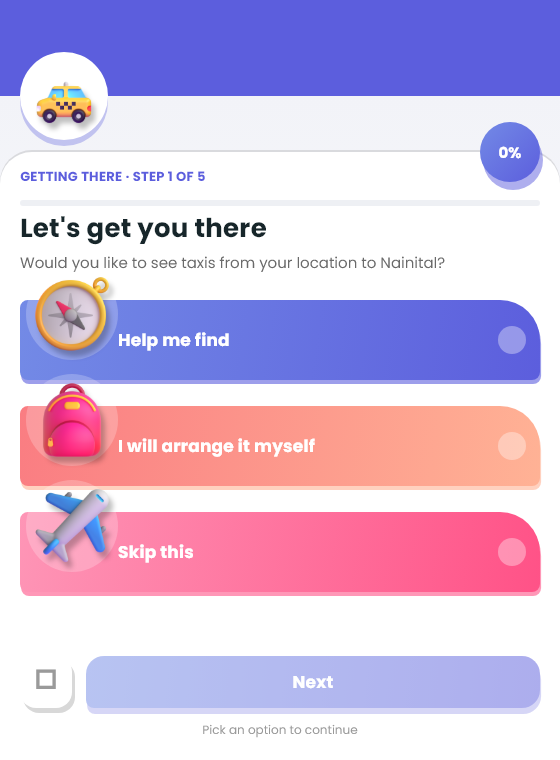 0%
GETTING THERE · STEP 1 OF 5
Let's get you there
Would you like to see taxis from your location to Nainital?
Help me find
I will arrange it myself
Skip this
Next
Pick an option to continue